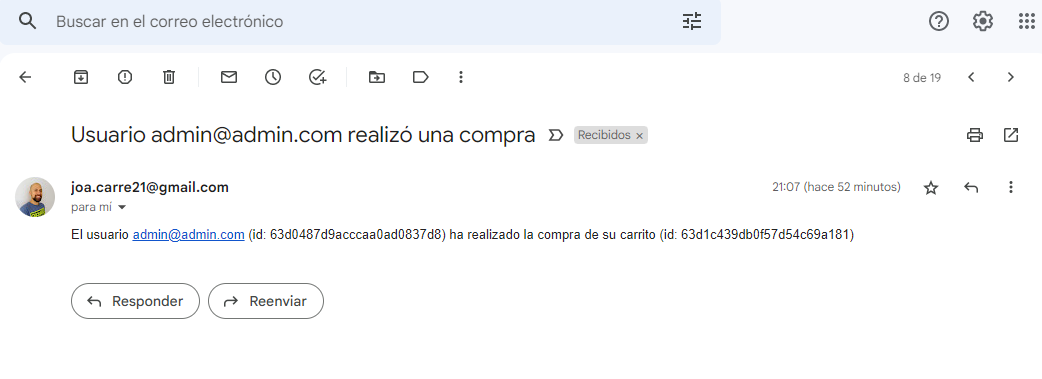 Buscar en el correo electrónico
8 de 19
Usuario admin@admin.com realizó una compra Recibidos ×
joa.carre21@gmail.com 21:07 (hace 52 minutos)
para mí
El usuario admin@admin.com (id: 63d0487d9acccaa0ad0837d8) ha realizado la compra de su carrito (id: 63d1c439db0f57d54c69a181)
Responder Reenviar